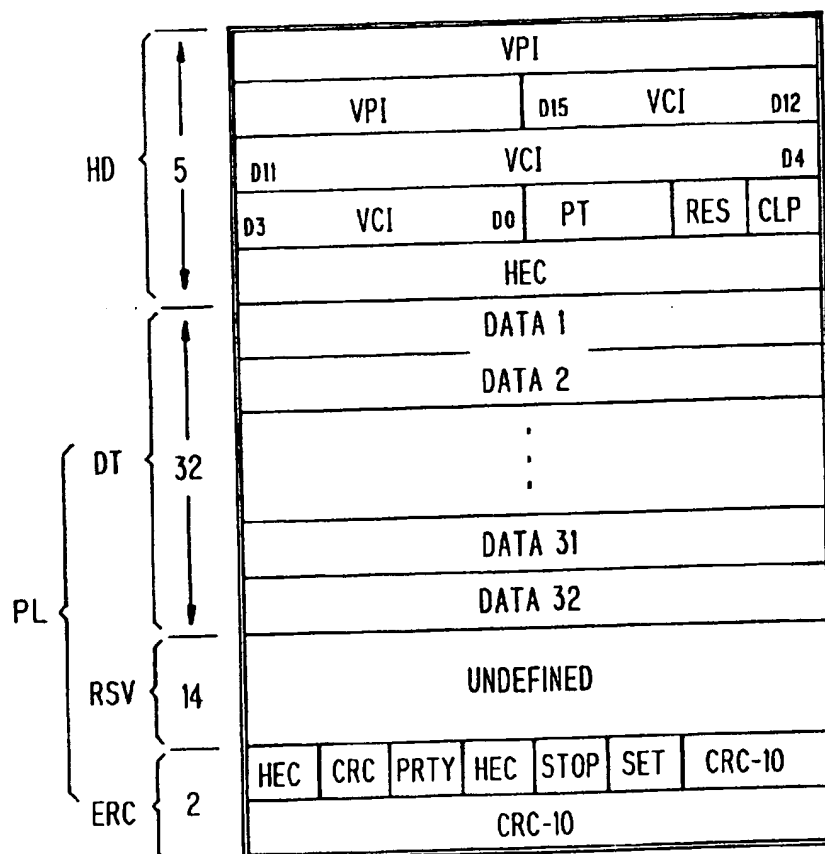 VPI
VPI D15 VCI D12
HD 5 D11 VCI D4
D3 VCI D0 PT RES CLP
HEC
DATA 1
DATA 2
DT 32
DATA 31
DATA 32
PL
RSV 14 UNDEFINED
HEC CRC PRTY HEC STOP SET CRC-10
ERC 2
CRC-10